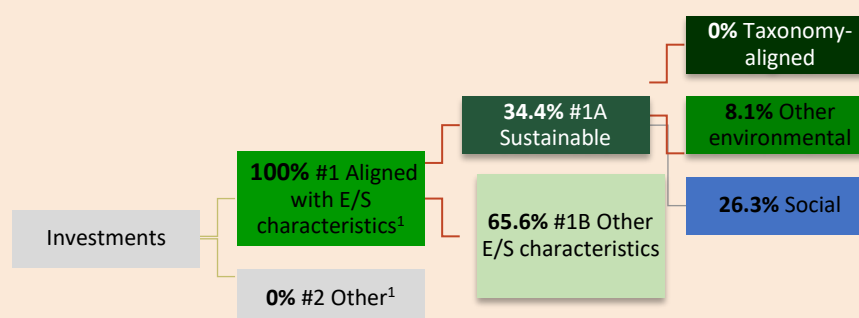 0% Taxonomy-
aligned
34.4% #1A
Sustainable
8.1% Other
environmental
100% #1 Aligned
with E/S
characteristics¹
26.3% Social
65.6% #1B Other
E/S characteristics
Investments
0% #2 Other¹